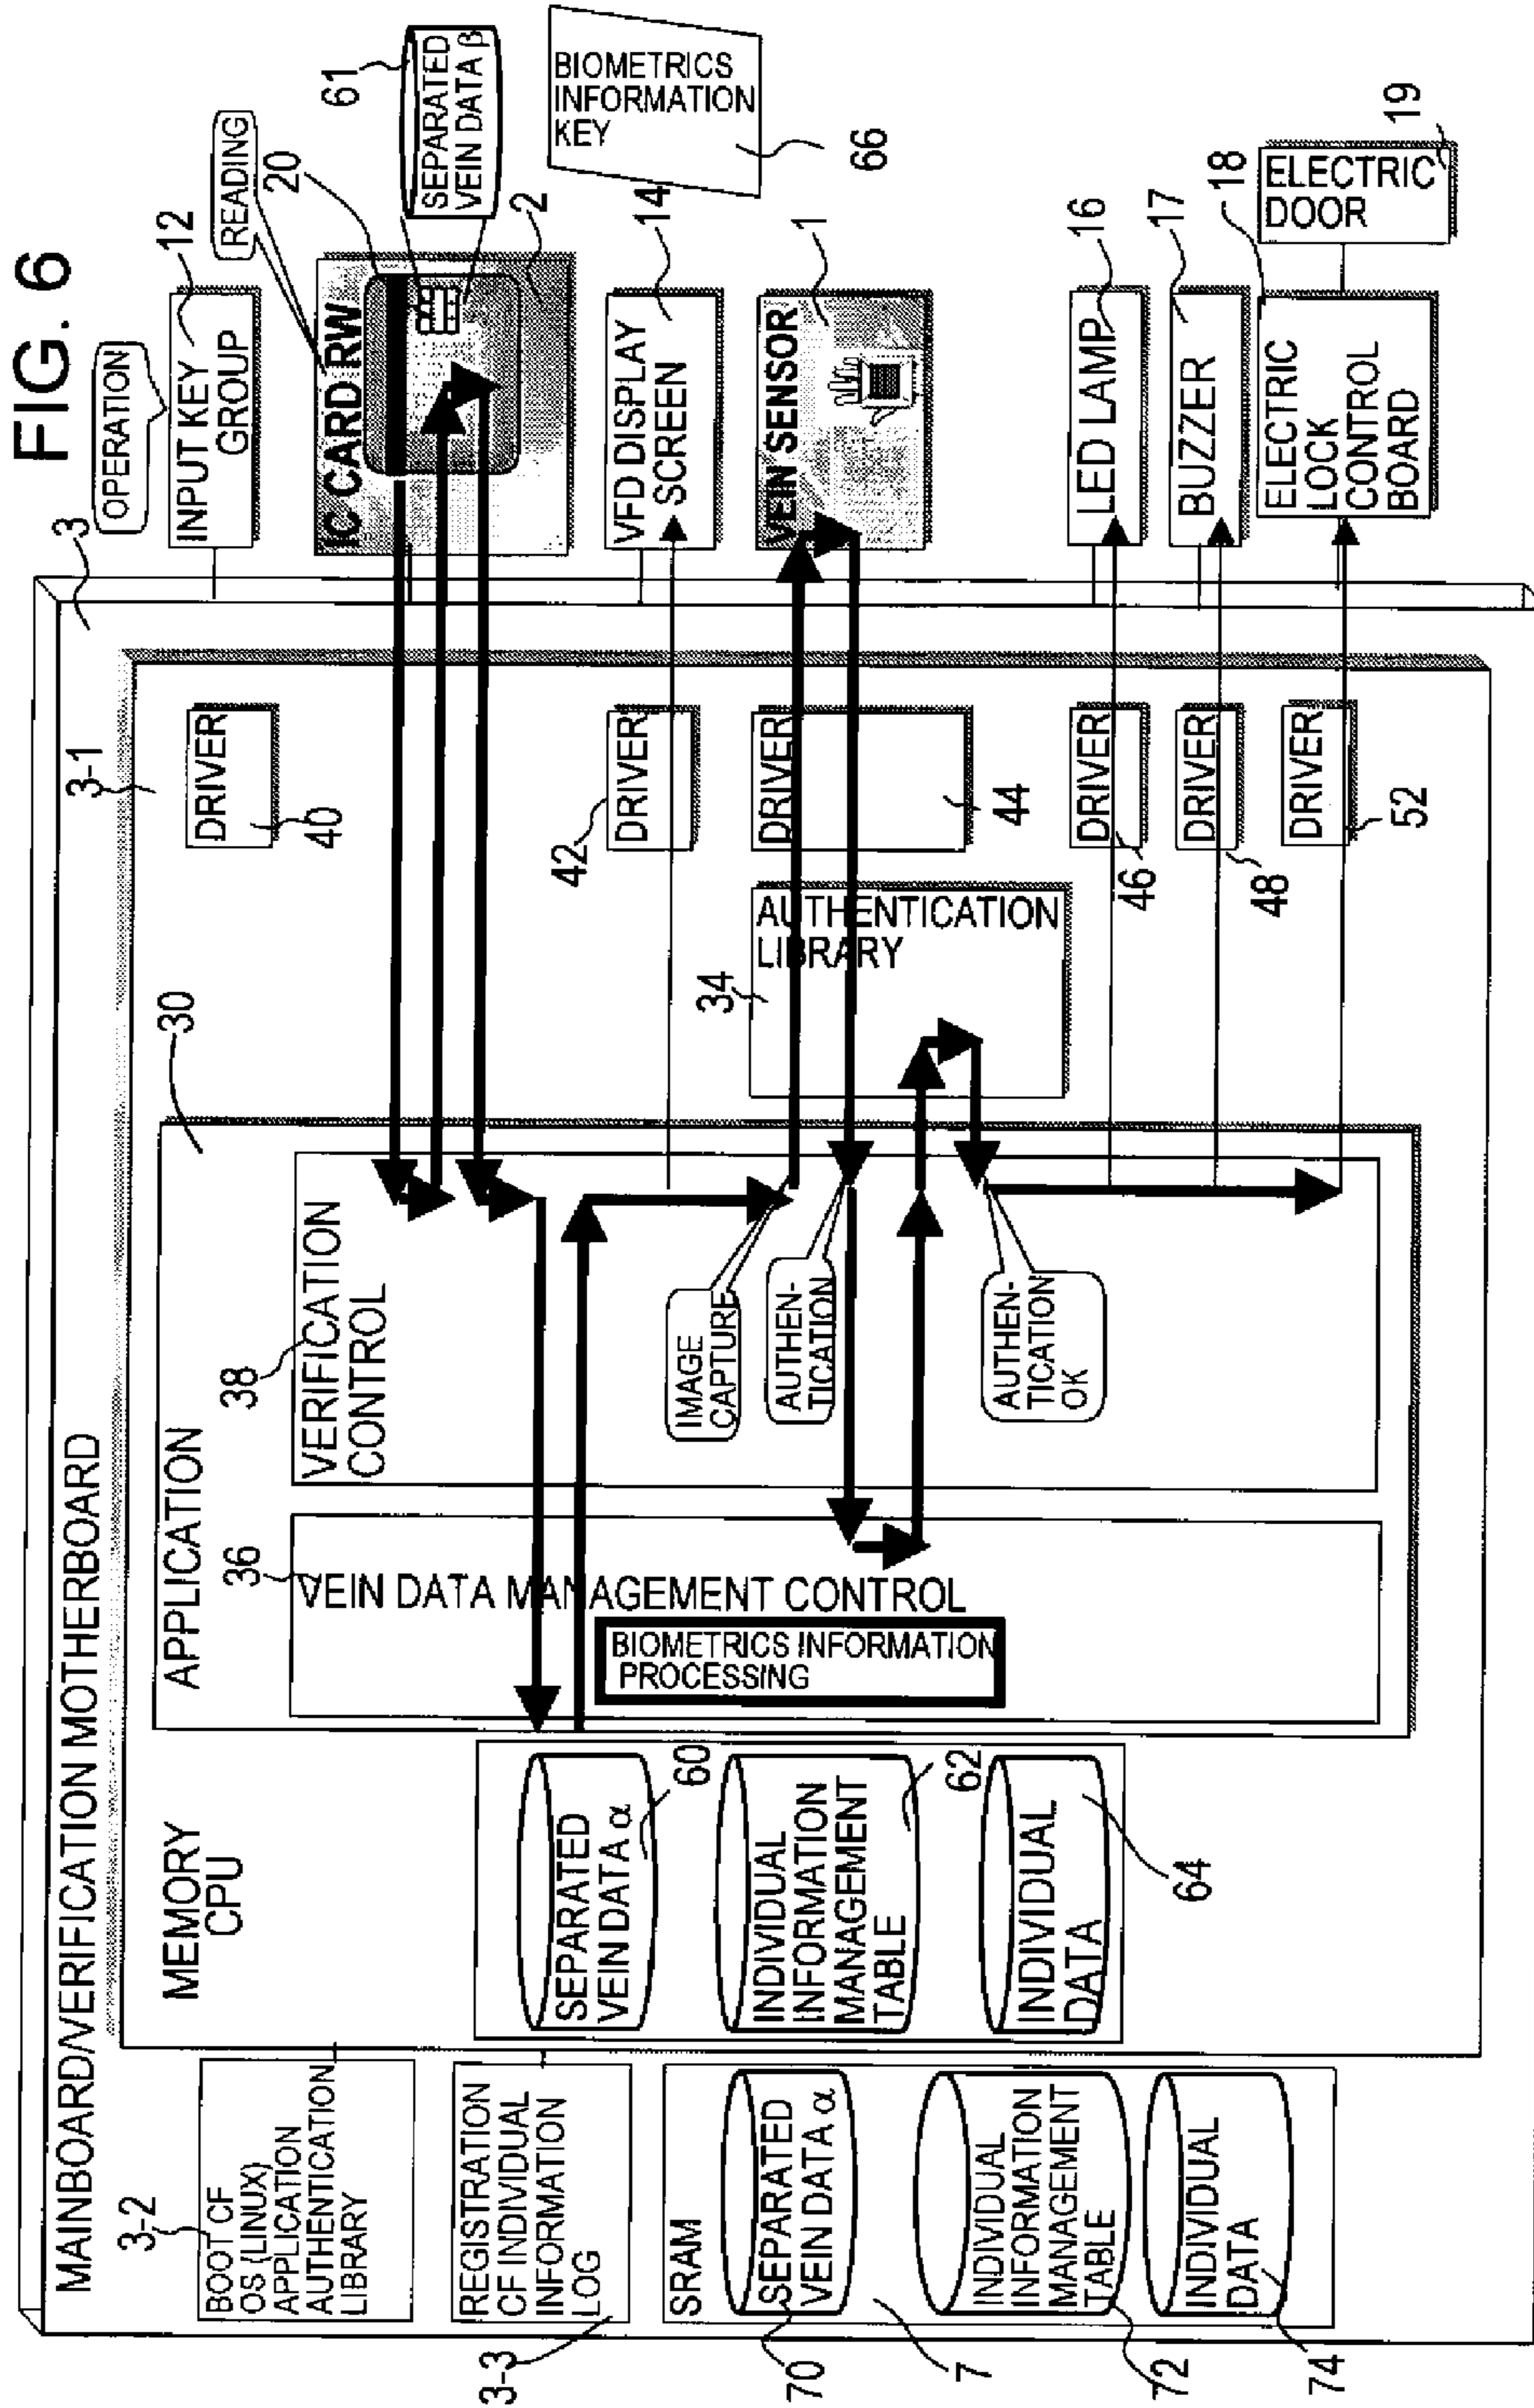 FIG. 6
MAINBOARD/VERIFICATION MOTHERBOARD
3
OPERATION
INPUT KEY
GROUP
12
READING
IC CARD RW
20
61
SEPARATED
VEIN DATA β
2
BIOMETRICS
INFORMATION
KEY
66
VFD DISPLAY
SCREEN
14
VEIN SENSOR
1
LED LAMP
16
BUZZER
17
ELECTRIC
LOCK
CONTROL
BOARD
18
ELECTRIC
DOOR
19
3-1
DRIVER
40
DRIVER
42
DRIVER
44
DRIVER
46
DRIVER
48
DRIVER
52
AUTHENTICATION
LIBRARY
34
30
APPLICATION
38
VERIFICATION
CONTROL
IMAGE
CAPTURE
AUTHEN-
TICATION
AUTHEN-
TICATION
OK
36
VEIN DATA MANAGEMENT CONTROL
BIOMETRICS INFORMATION
PROCESSING
MEMORY
CPU
SEPARATED
VEIN DATA α
60
INDIVIDUAL
INFORMATION
MANAGEMENT
TABLE
62
INDIVIDUAL
DATA
64
3-2
BOOT CF
OS (LINUX)
APPLICATION
AUTHENTICATION
LIBRARY
REGISTRATION
CF INDIVIDUAL
INFORMATION
LOG
3-3
SRAM
SEPARATED
VEIN DATA α
70
7
INDIVIDUAL
INFORMATION
MANAGEMENT
TABLE
72
INDIVIDUAL
DATA
74